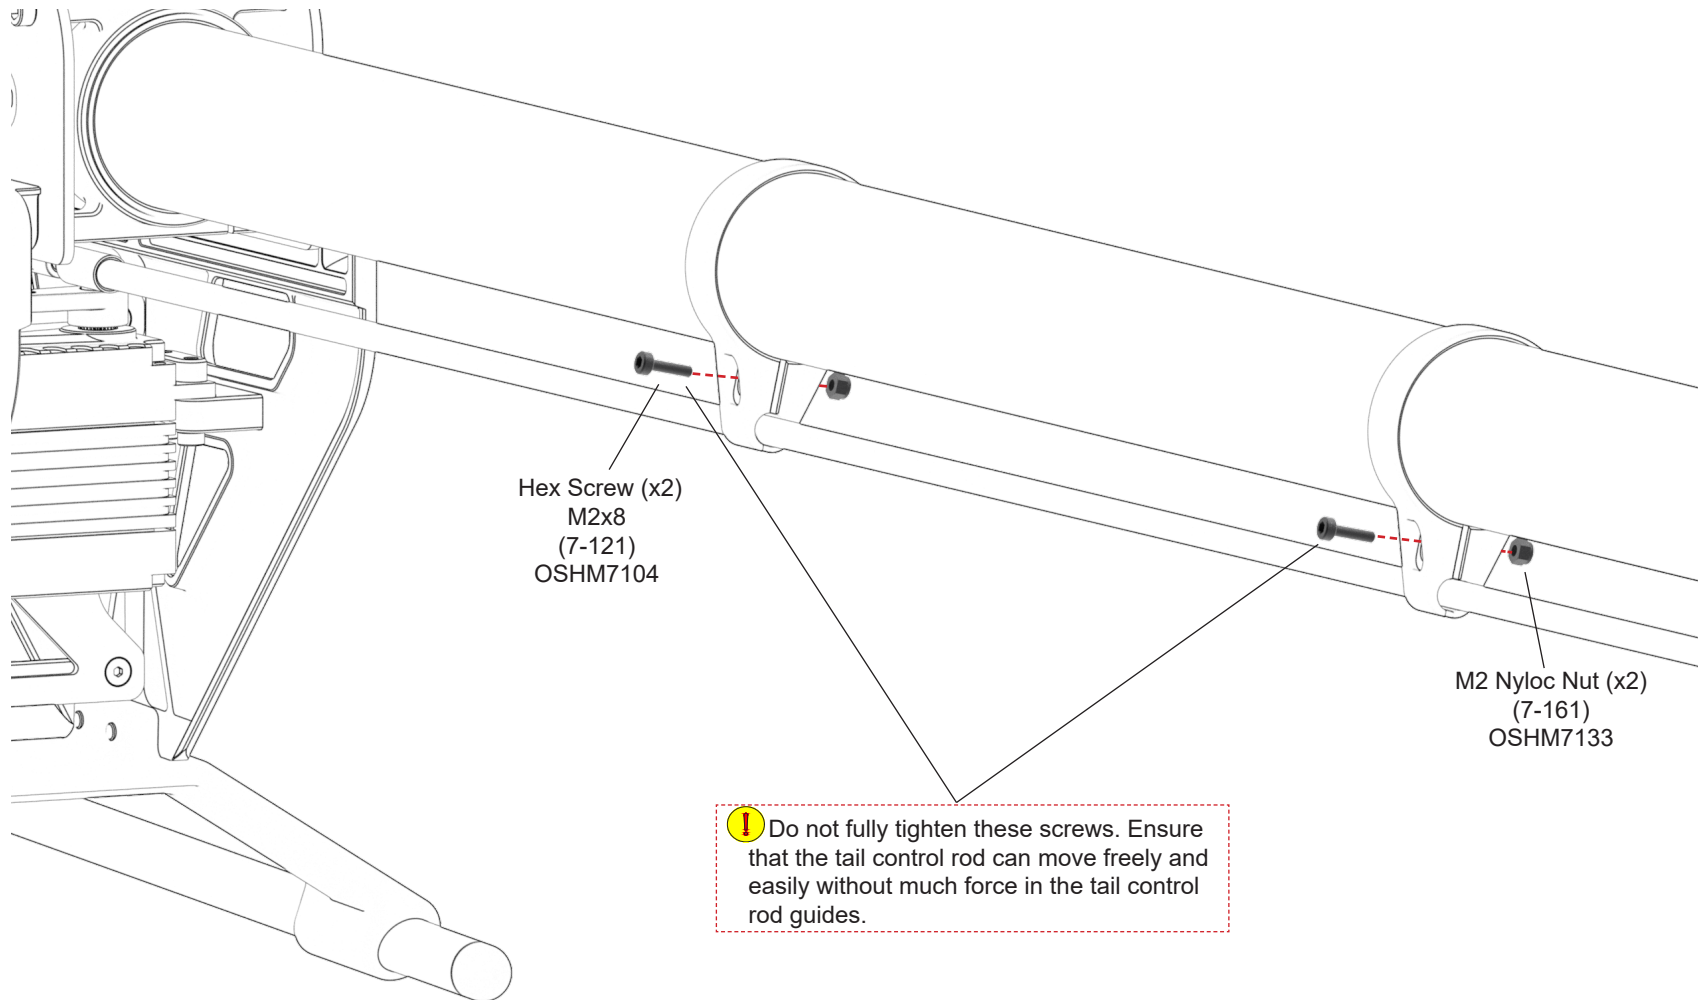 Hex Screw (x2)
M2x8
(7-121)
OSHM7104
M2 Nyloc Nut (x2)
(7-161)
OSHM7133
! Do not fully tighten these screws. Ensure
that the tail control rod can move freely and
easily without much force in the tail control
rod guides.